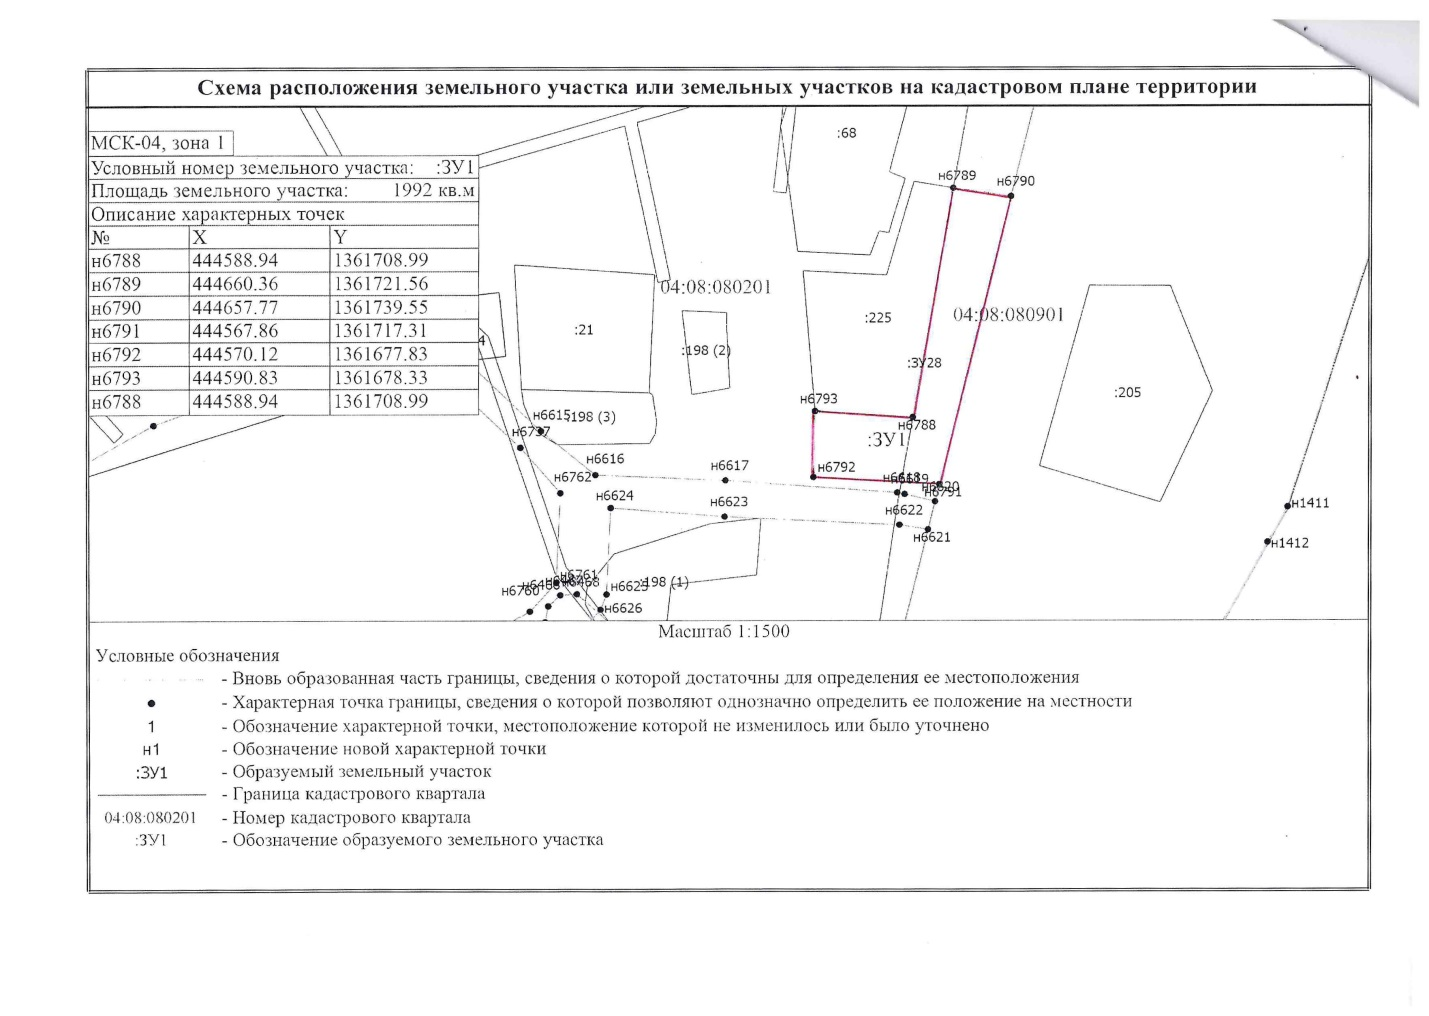 Схема расположения земельного участка или земельных участков на кадастровом плане территории
МСК-04, зона 1
Условный номер земельного участка: :ЗУ1
Площадь земельного участка: 1992 кв.м
Описание характерных точек
№ X Y
н6788 444588.94 1361708.99
н6789 444660.36 1361721.56
н6790 444657.77 1361739.55
н6791 444567.86 1361717.31
н6792 444570.12 1361677.83
н6793 444590.83 1361678.33
н6788 444588.94 1361708.99
:68
н6789
н6790
04:08:080201
:225
04:08:080901
:21
4
:198 (2)
:ЗУ28
:205
н6793
н6615
:198 (3)
н6737
н6788
:ЗУ1
н6616
н6617
н6792
н6762
н6618
н6619
н6620
н6791
н6624
н6623
н6622
н6621
н1411
н1412
н6761
н6468
н6760
н6625
:198 (1)
н6626
Масштаб 1:1500
Условные обозначения
- Вновь образованная часть границы, сведения о которой достаточны для определения ее местоположения
- Характерная точка границы, сведения о которой позволяют однозначно определить ее положение на местности
1 - Обозначение характерной точки, местоположение которой не изменилось или было уточнено
н1 - Обозначение новой характерной точки
:ЗУ1 - Образуемый земельный участок
- Граница кадастрового квартала
04:08:080201 - Номер кадастрового квартала
:ЗУ1 - Обозначение образуемого земельного участка